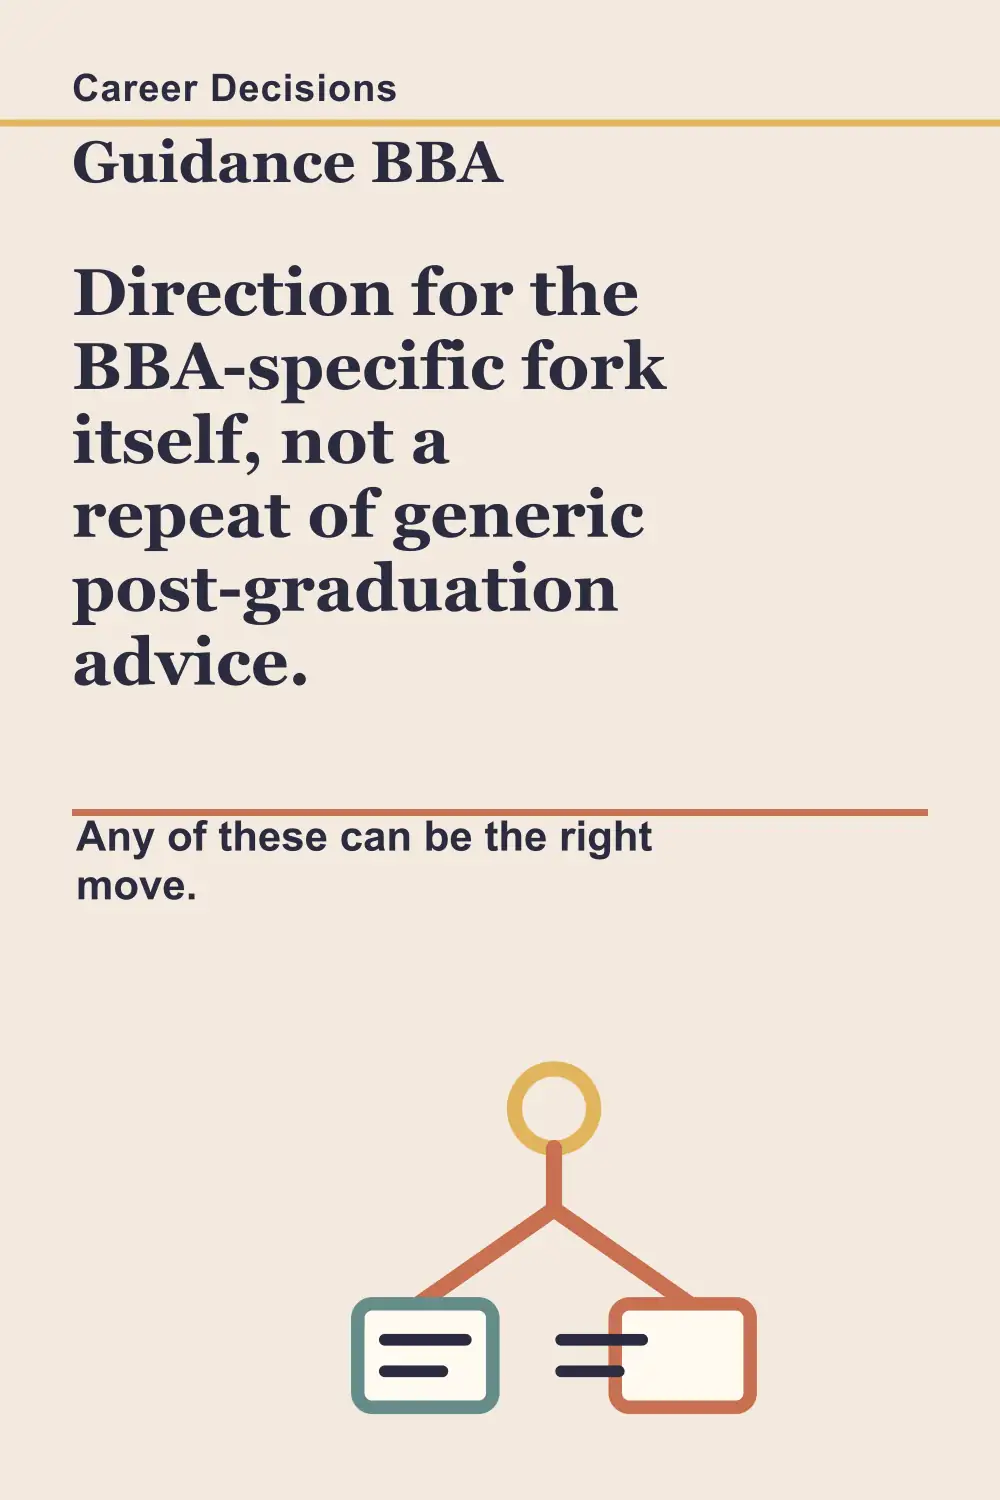 Career Decisions
Guidance BBA
Direction for the
BBA-specific fork
itself, not a
repeat of generic
post-graduation
advice.
Any of these can be the right
move.